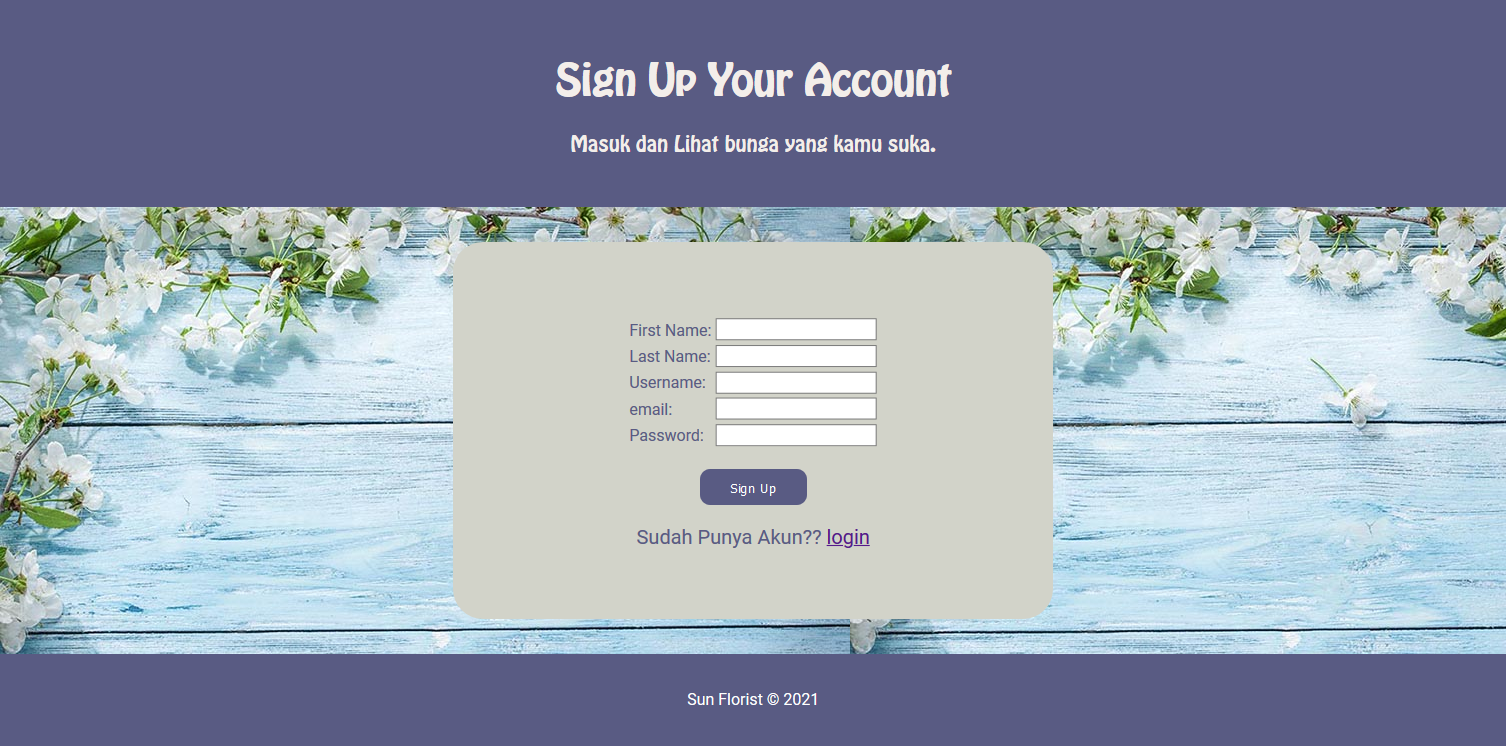 Sign Up Your Account
Masuk dan Lihat bunga yang kamu suka.
First Name:
Last Name:
Username:
email:
Password:
Sign Up
Sudah Punya Akun?? login
Sun Florist © 2021